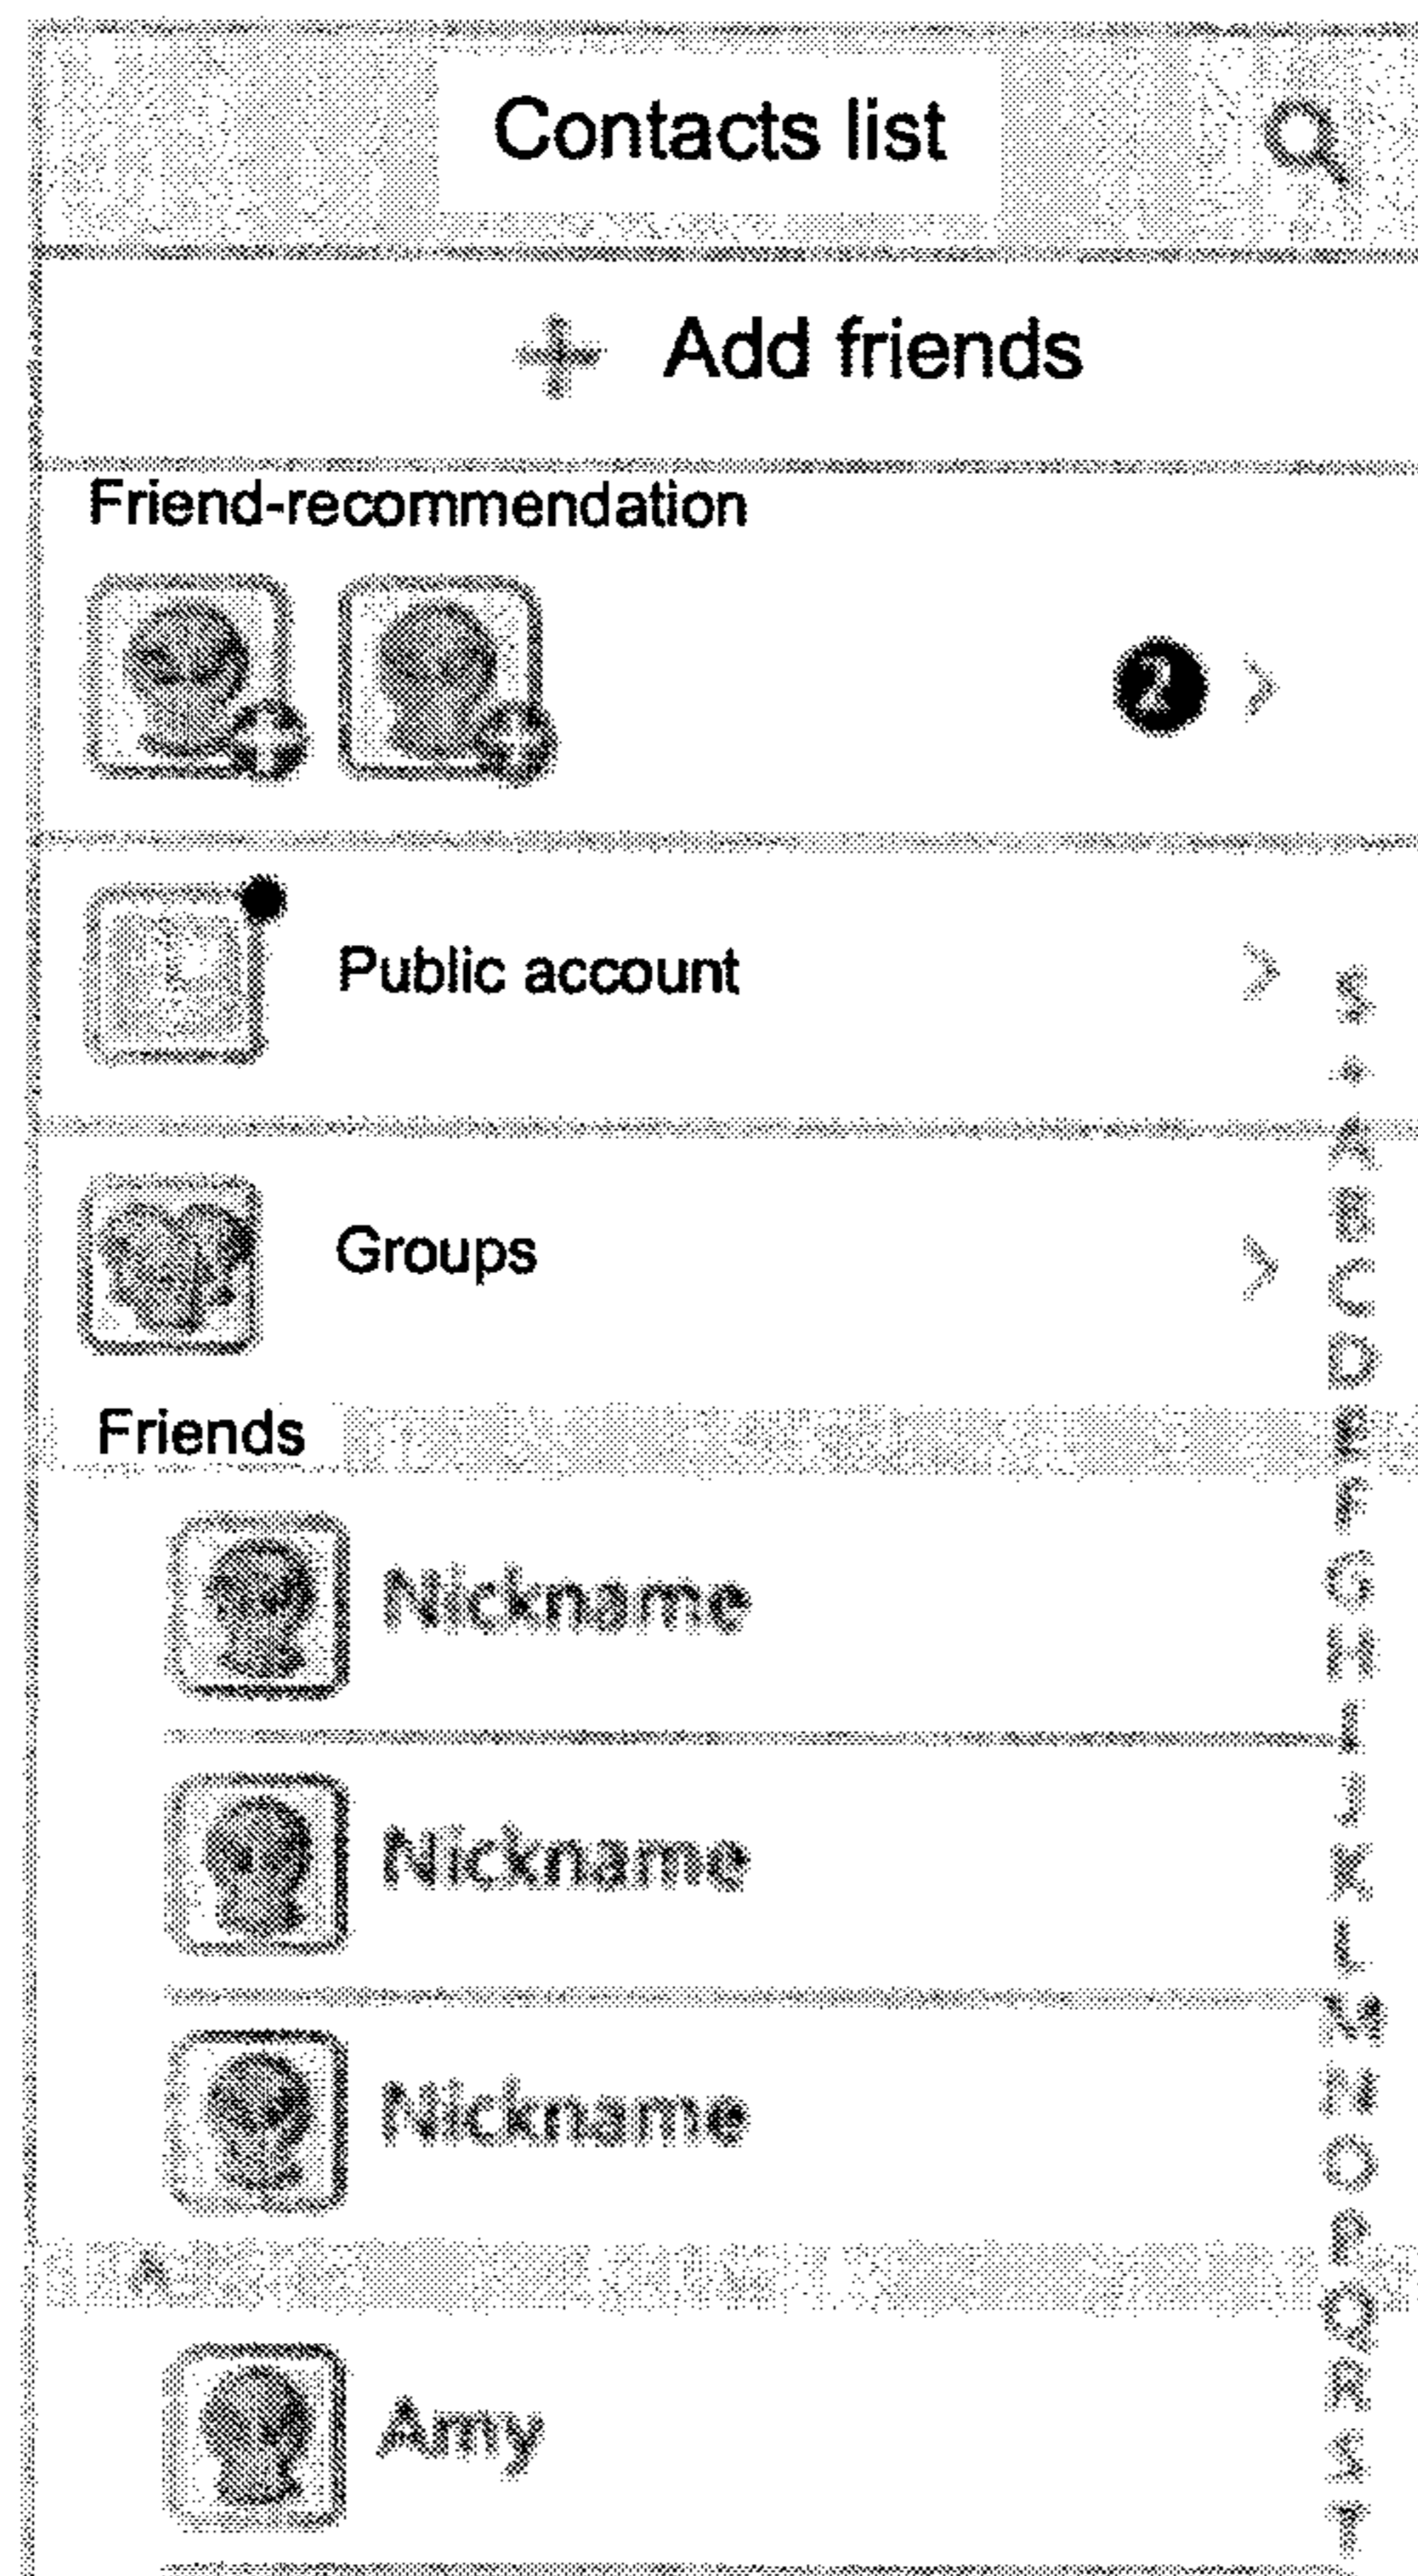 Contacts list
+ Add friends
Friend-recommendation
2
Public account
Groups
Friends
Nickname
Nickname
Nickname
A
Amy
A
B
C
D
E
F
G
H
I
J
K
L
M
N
O
P
Q
R
S
T